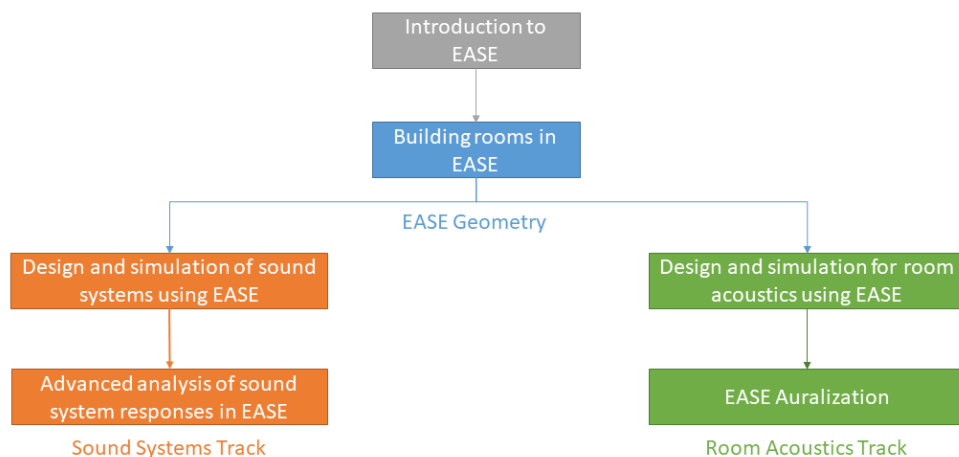 Introduction to
EASE
Building rooms in
EASE
EASE Geometry
Design and simulation of sound
systems using EASE
Design and simulation for room
acoustics using EASE
Advanced analysis of sound
system responses in EASE
EASE Auralization
Sound Systems Track
Room Acoustics Track